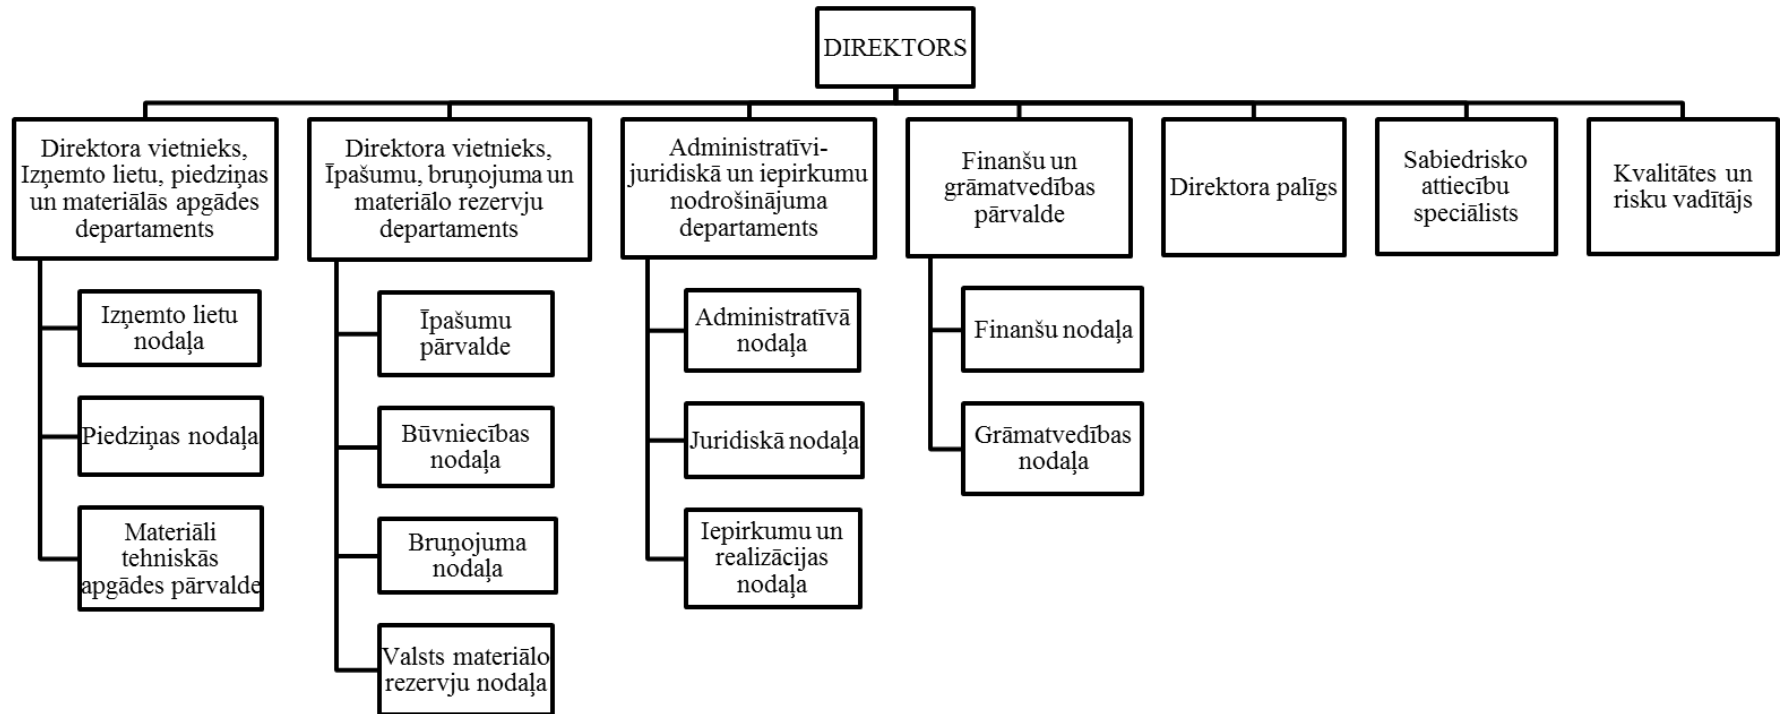 DIREKTORS
Direktora vietnieks,
Izņemto lietu, piedziņas
un materiālās apgādes
departaments
Direktora vietnieks,
Īpašumu, bruņojuma un
materiālo rezervju
departaments
Administratīvi-
juridiskā un iepirkumu
nodrošinājuma
departaments
Finanšu un
grāmatvedības
pārvalde
Direktora palīgs
Sabiedrisko
attiecību
speciālists
Kvalitātes un
risku vadītājs
Izņemto lietu
nodaļa
Piedziņas nodaļa
Materiāli
tehniskās
apgādes pārvalde
Īpašumu
pārvalde
Būvniecības
nodaļa
Bruņojuma
nodaļa
Valsts materiālo
rezervju nodaļa
Administratīvā
nodaļa
Juridiskā nodaļa
Iepirkumu un
realizācijas
nodaļa
Finanšu nodaļa
Grāmatvedības
nodaļa